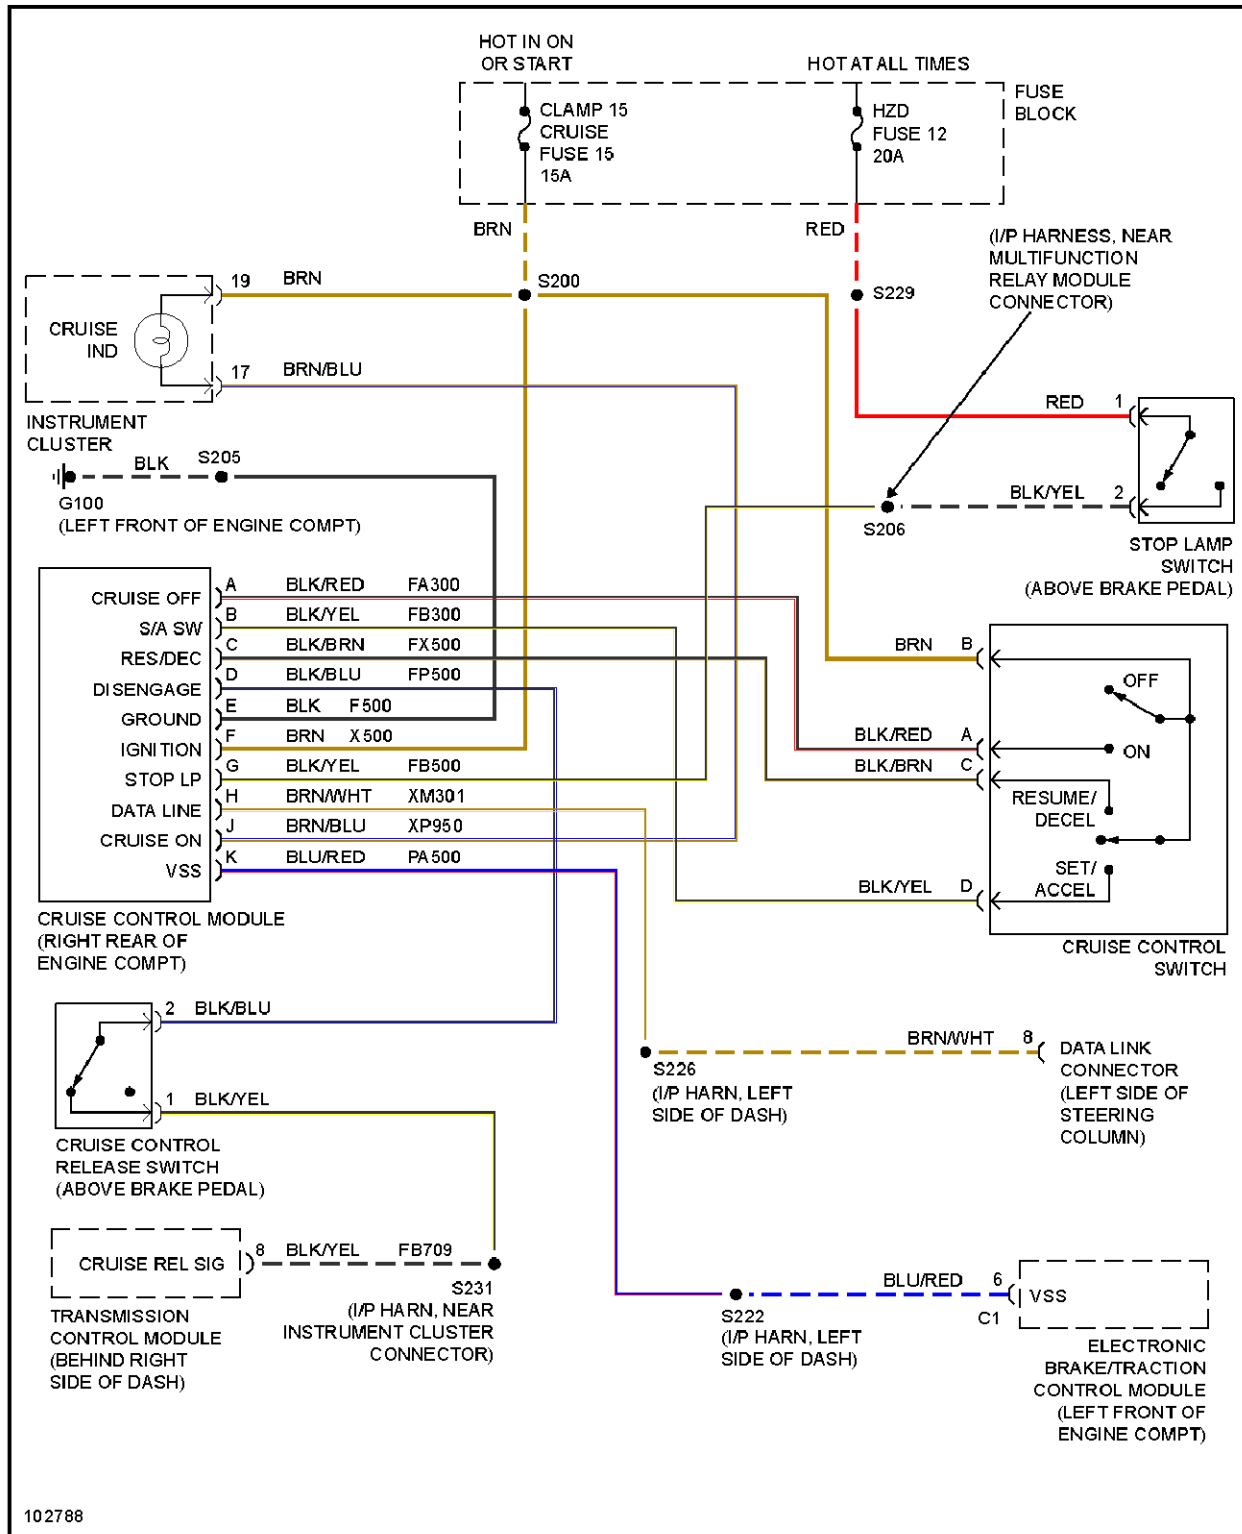 HOT IN ON
OR START
HOT AT ALL TIMES
FUSE
BLOCK
CLAMP 15
CRUISE
FUSE 15
15A
HZD
FUSE 12
20A
BRN
RED
(I/P HARNESS, NEAR
MULTIFUNCTION
RELAY MODULE
CONNECTOR)
19
BRN
S200
S229
CRUISE
IND
17
BRN/BLU
INSTRUMENT
CLUSTER
RED
1
BLK
S205
G100
(LEFT FRONT OF ENGINE COMPT)
BLK/YEL
2
S206
STOP LAMP
SWITCH
(ABOVE BRAKE PEDAL)
CRUISE OFF
A
BLK/RED
FA300
S/A SW
B
BLK/YEL
FB300
RES/DEC
C
BLK/BRN
FX500
DISENGAGE
D
BLK/BLU
FP500
GROUND
E
BLK
F500
IGNITION
F
BRN
X500
STOP LP
G
BLK/YEL
FB500
DATA LINE
H
BRN/WHT
XM301
CRUISE ON
J
BRN/BLU
XP950
VSS
K
BLU/RED
PA500
CRUISE CONTROL MODULE
(RIGHT REAR OF
ENGINE COMPT)
BRN
B
OFF
BLK/RED
A
ON
BLK/BRN
C
RESUME/
DECEL
SET/
ACCEL
BLK/YEL
D
CRUISE CONTROL
SWITCH
2
BLK/BLU
1
BLK/YEL
CRUISE CONTROL
RELEASE SWITCH
(ABOVE BRAKE PEDAL)
S226
(I/P HARN, LEFT
SIDE OF DASH)
BRN/WHT
8
DATA LINK
CONNECTOR
(LEFT SIDE OF
STEERING
COLUMN)
CRUISE REL SIG
8
BLK/YEL
FB709
S231
(I/P HARN, NEAR
INSTRUMENT CLUSTER
CONNECTOR)
TRANSMISSION
CONTROL MODULE
(BEHIND RIGHT
SIDE OF DASH)
S222
(I/P HARN, LEFT
SIDE OF DASH)
BLU/RED
6
C1
VSS
ELECTRONIC
BRAKE/TRACTION
CONTROL MODULE
(LEFT FRONT OF
ENGINE COMPT)
102788